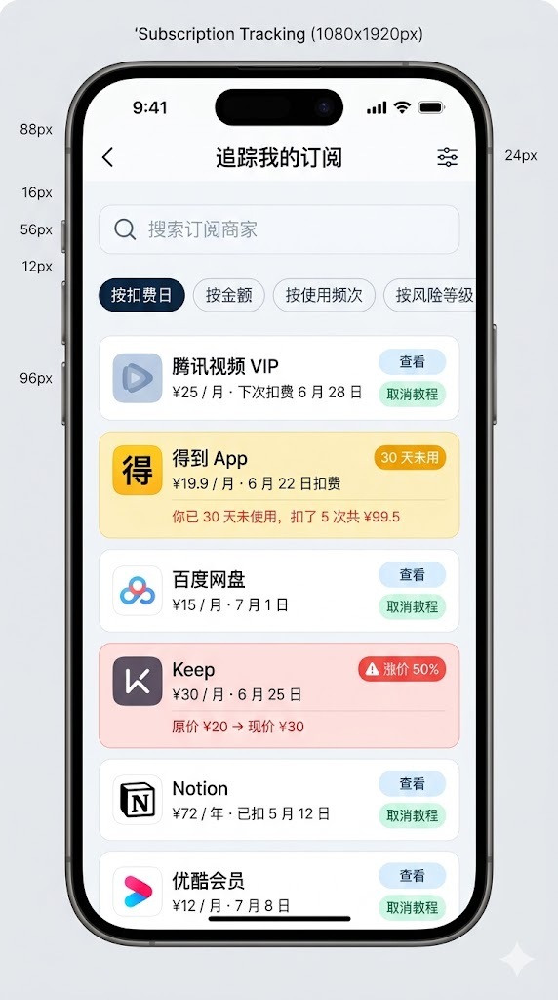 ‘Subscription Tracking (1080x1920px)
9:41
88px
追踪我的订阅
24px
16px
搜索订阅商家
56px
12px
按扣费日
按金额
按使用频次
按风险等级
腾讯视频 VIP
查看
¥25 / 月 · 下次扣费 6 月 28 日
取消教程
96px
得
得到 App
30 天未用
¥19.9 / 月 · 6 月 22 日扣费
你已 30 天未使用，扣了 5 次共 ¥99.5
百度网盘
查看
¥15 / 月 · 7 月 1 日
取消教程
Keep
涨价 50%
¥30 / 月 · 6 月 25 日
原价 ¥20 → 现价 ¥30
N
Notion
查看
¥72 / 年 · 已扣 5 月 12 日
取消教程
优酷会员
查看
¥12 / 月 · 7 月 8 日
取消教程